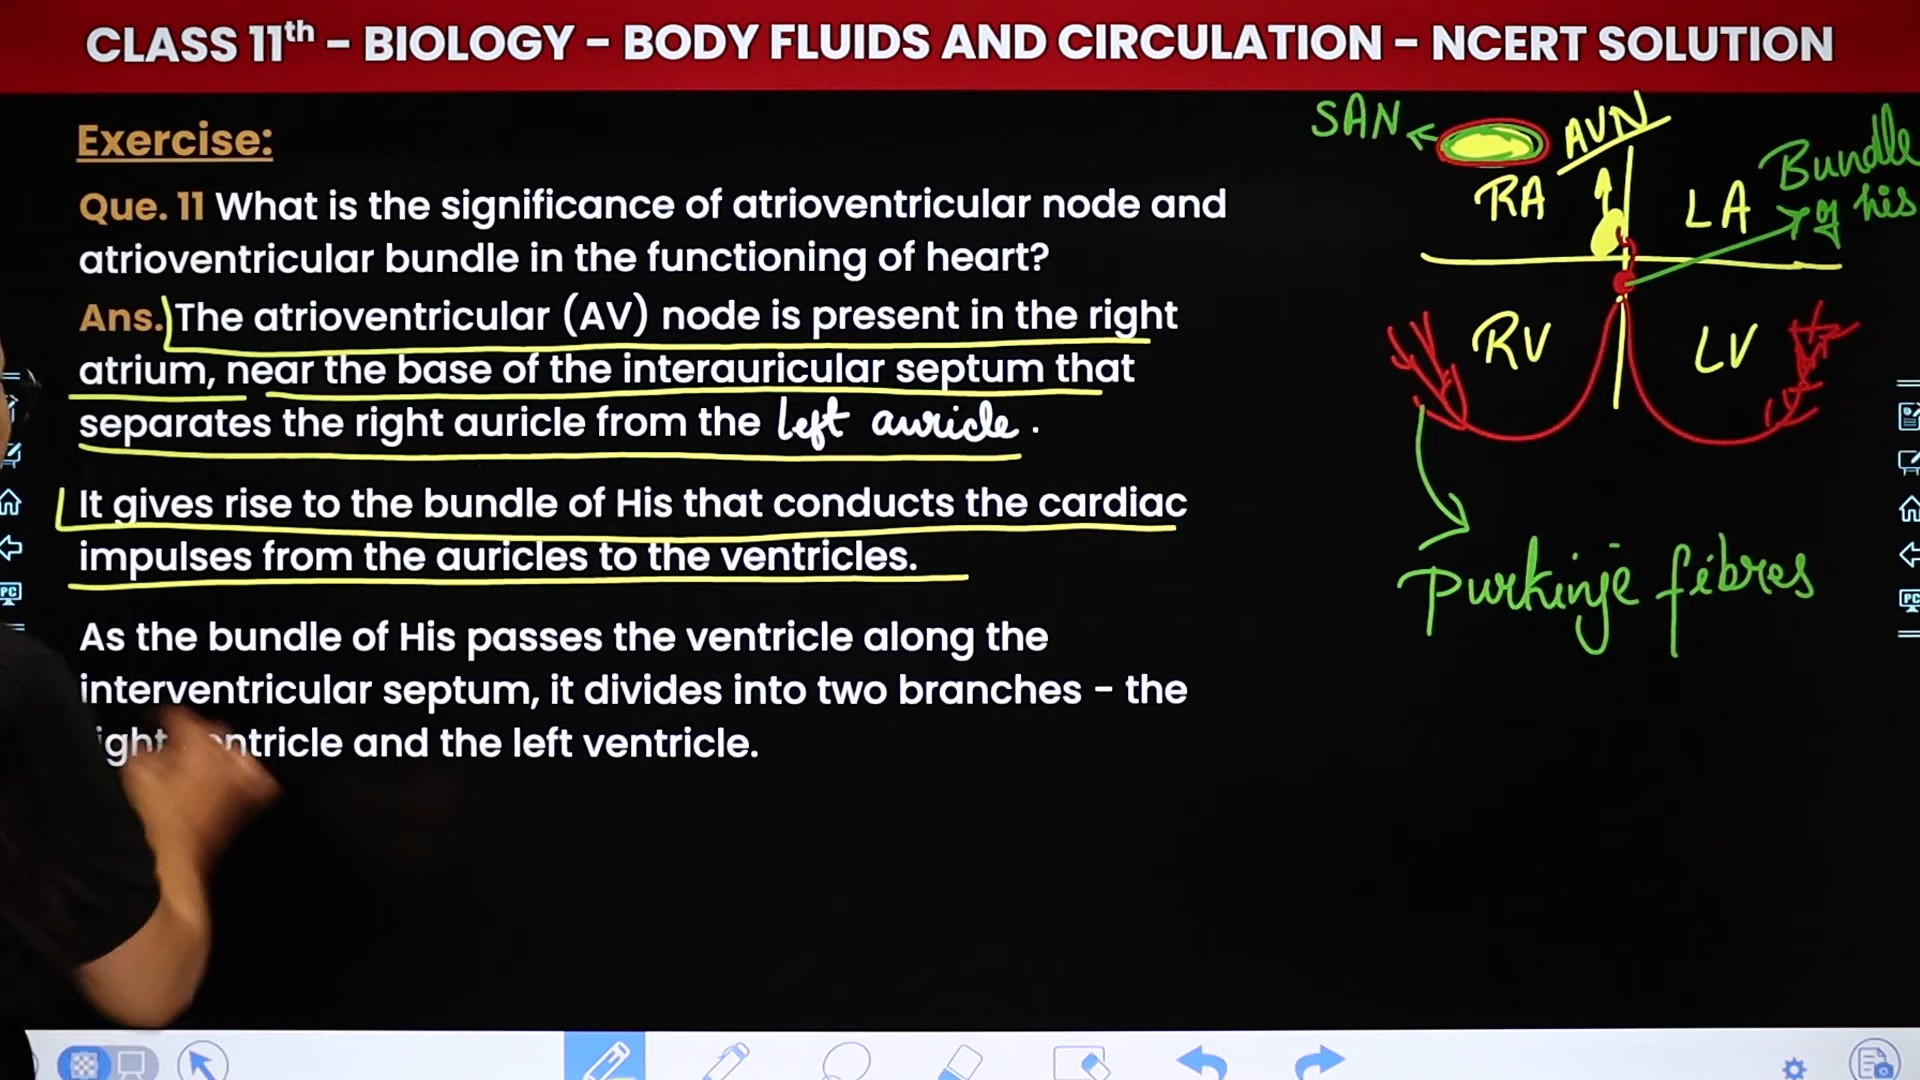 CLASS 11th - BIOLOGY - BODY FLUIDS AND CIRCULATION - NCERT SOLUTION
Exercise:
Que. 11 What is the significance of atrioventricular node and
atrioventricular bundle in the functioning of heart?
Ans. The atrioventricular (AV) node is present in the right
atrium, near the base of the interauricular septum that
separates the right auricle from the left auricle .
It gives rise to the bundle of His that conducts the cardiac
impulses from the auricles to the ventricles.
As the bundle of His passes the ventricle along the
interventricular septum, it divides into two branches - the
ight ntricle and the left ventricle.
SAN
AVN
Bundle
of his
RA
LA
RV
LV
Purkinje fibres
PC
PC